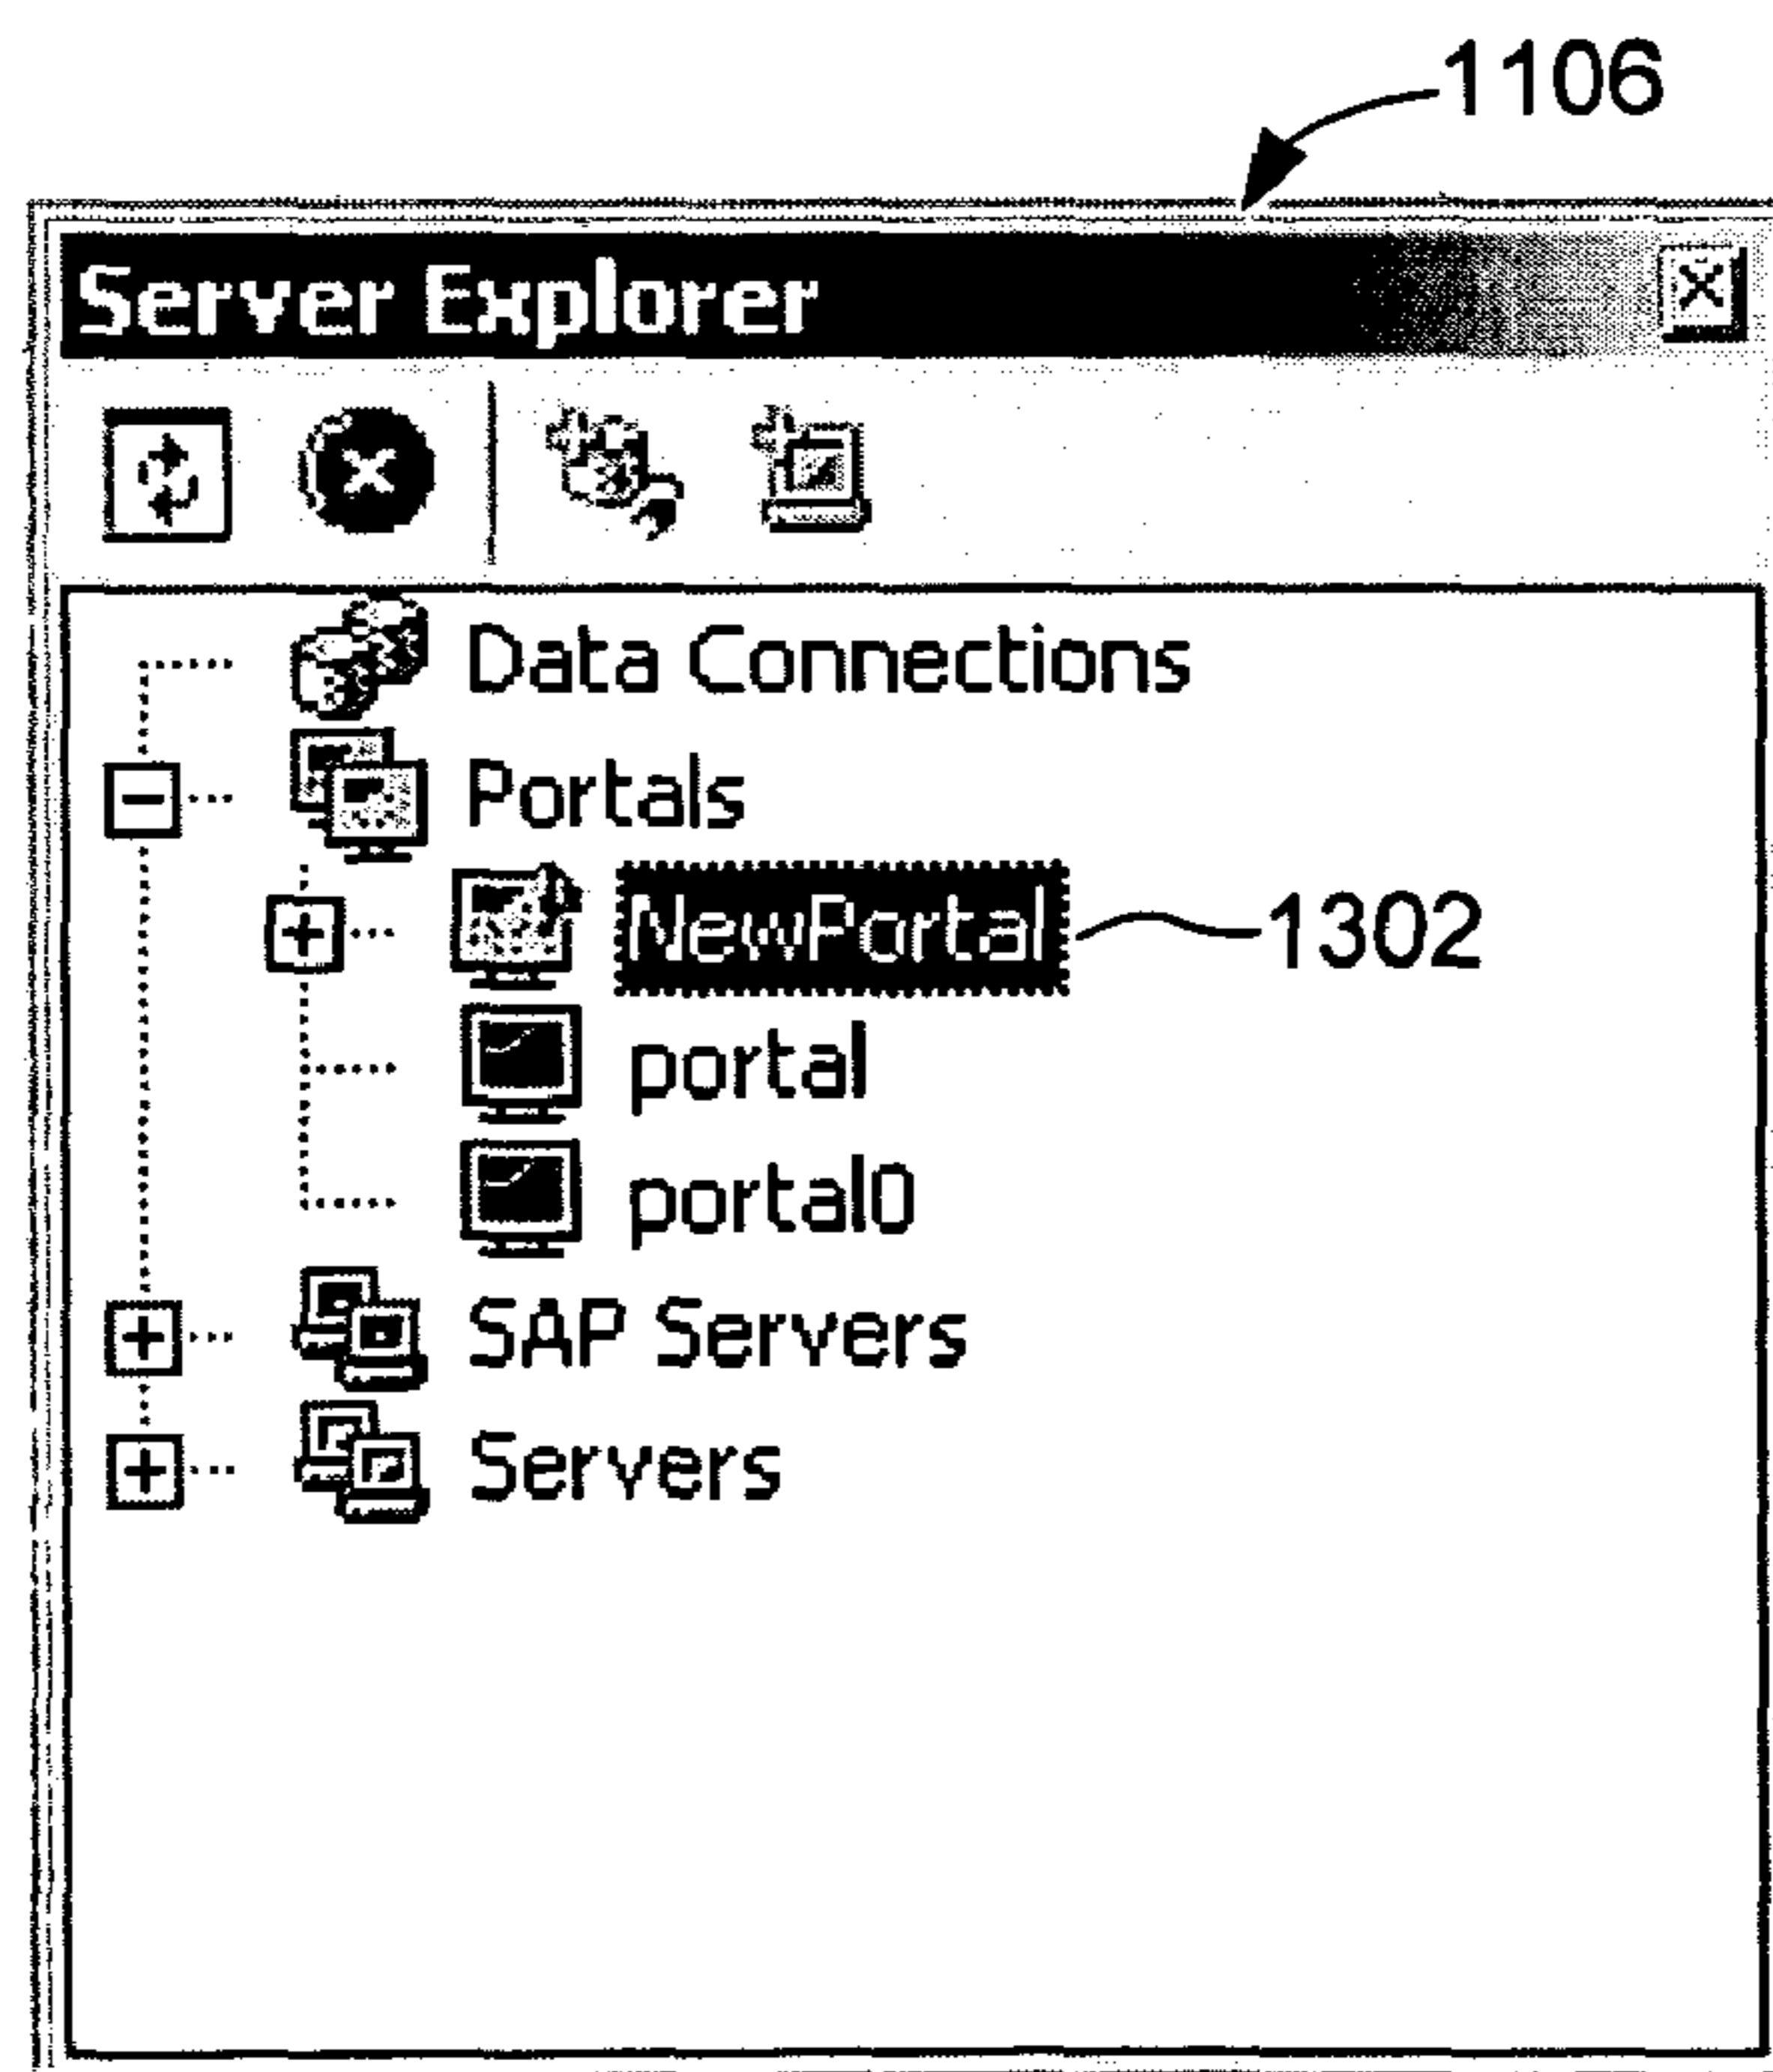 1106
Server Explorer
Data Connections
Portals
NewPortal 1302
portal
portal0
SAP Servers
Servers